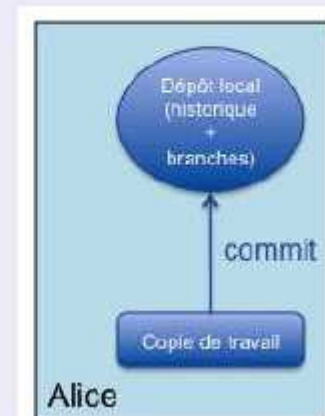 Dépôt local
(historique
+
branches)
commit
Copie de travail
Alice